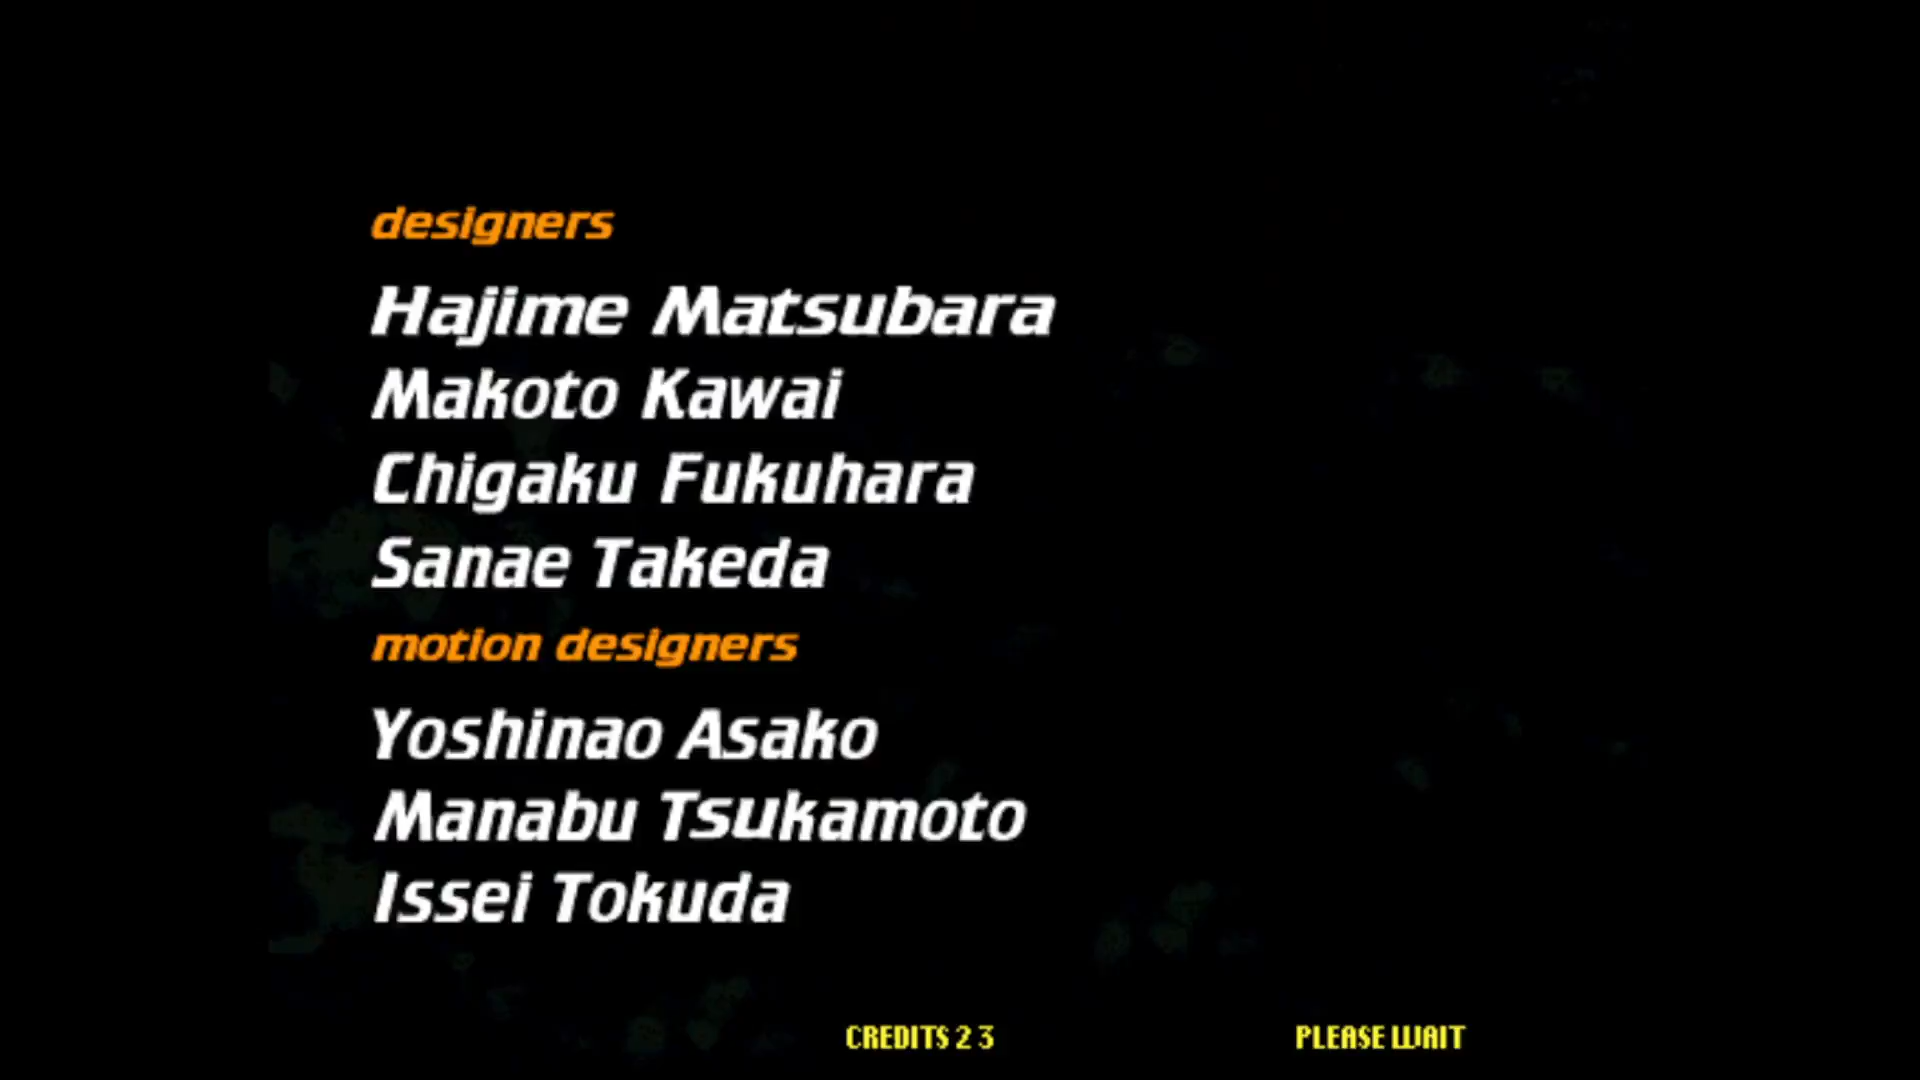 designers
Hajime Matsubara
Makoto Kawai
Chigaku Fukuhara
Sanae Takeda
motion designers
Yoshinao Asako
Manabu Tsukamoto
Issei Tokuda
CREDITS 2 3
PLEASE WAIT